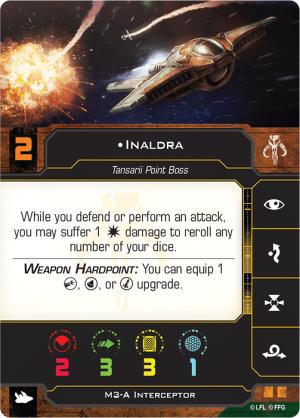 2
•Inaldra
Tansarii Point Boss
While you defend or perform an attack,
you may suffer 1 damage to reroll any
number of your dice.
Weapon Hardpoint: You can equip 1
, , or upgrade.
2 3 3 1
M3-A Interceptor
© LFL © FFG